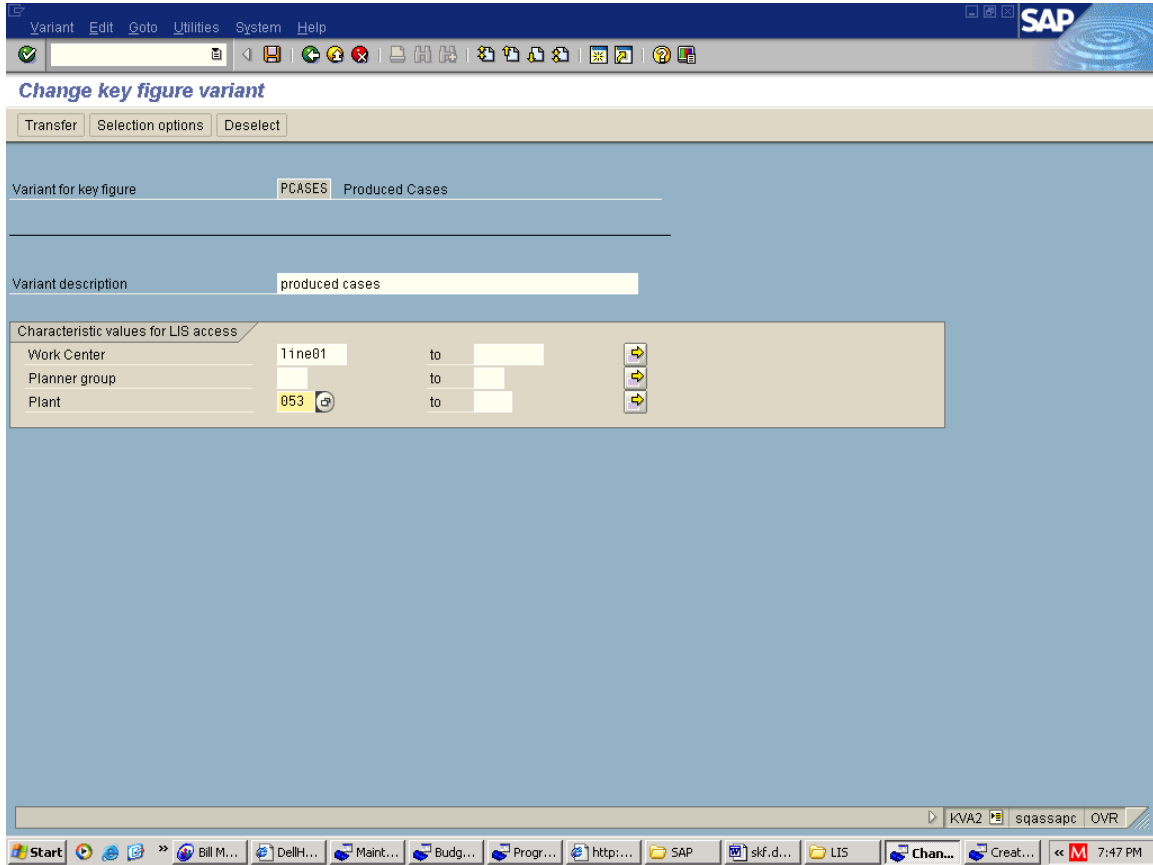 Variant Edit Goto Utilities System Help
SAP
Change key figure variant
Transfer Selection options Deselect
Variant for key figure PCASES Produced Cases
Variant description produced cases
Characteristic values for LIS access
Work Center line01 to
Planner group to
Plant 053 to
KVA2 sqassapc OVR
Start » Bill M... DellH... Maint... Budg... Progr... http:... SAP skf.d... LIS Chan... Creat... « M 7:47 PM